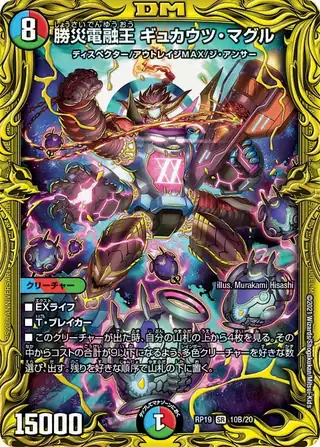 DM
8
しょうさいでんゆうおう
勝災電融王 ギュカウツ・マグル
ディスペクター/アウトレイジMAX/ジ・アンサー
XX
illus. Murakami Hisashi
クリーチャー
エクスト
■EXライフ
■T・ブレイカー
■このクリーチャーが出た時、自分の山札の上から4枚を見る。その
中からコストの合計が9以下になるよう、多色クリーチャーを好きな数
選び、出す。残りを好きな順序で山札の下に置く。
15000
1
RP19 SR 10B/20